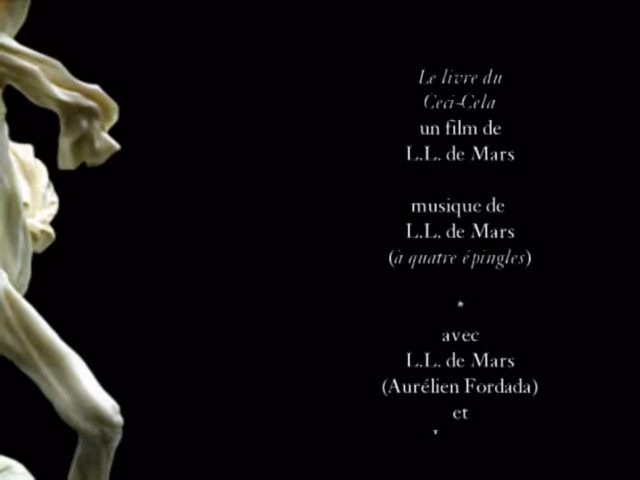 Le livre du
Ceci-Cela
un film de
L.L. de Mars
musique de
L.L. de Mars
(à quatre épingles)
*
avec
L.L. de Mars
(Aurélien Fordada)
et